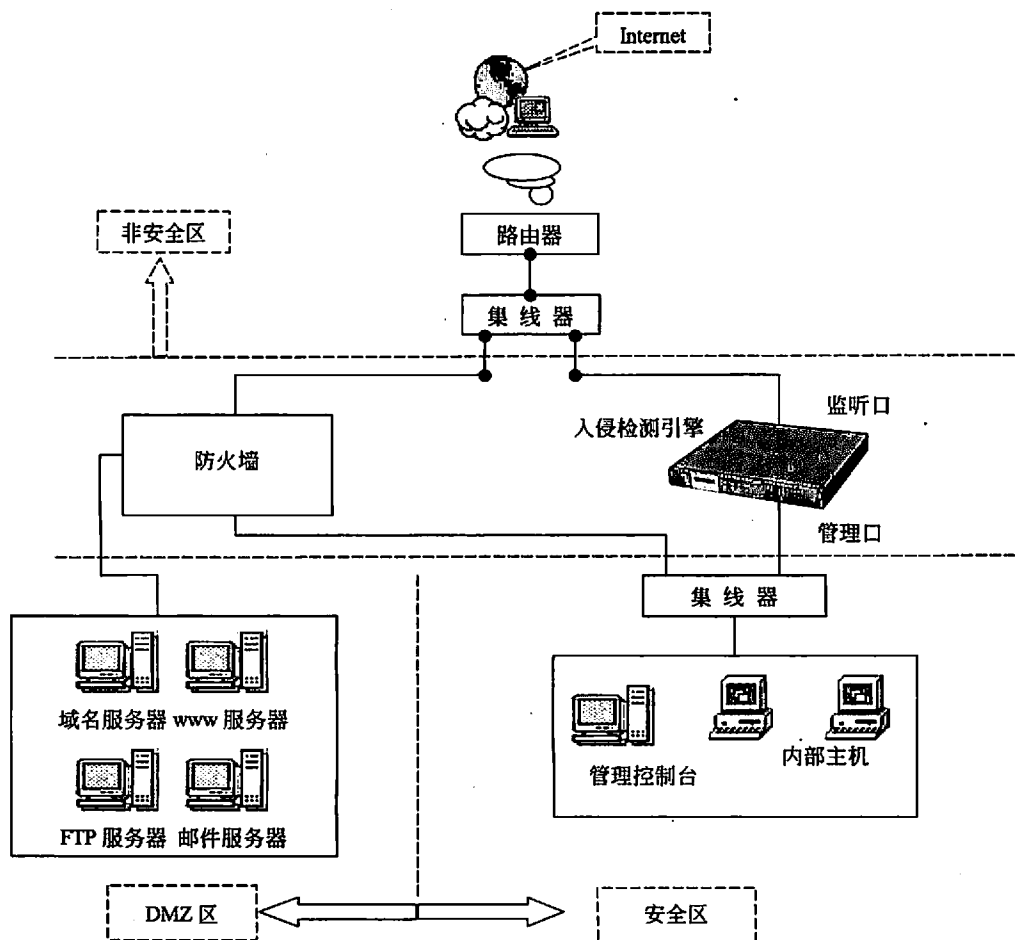 Internet
非安全区
路由器
集 线 器
监听口
入侵检测引擎
防火墙
管理口
集 线 器
域名服务器 www 服务器
管理控制台
内部主机
FTP 服务器 邮件服务器
DMZ 区
安全区